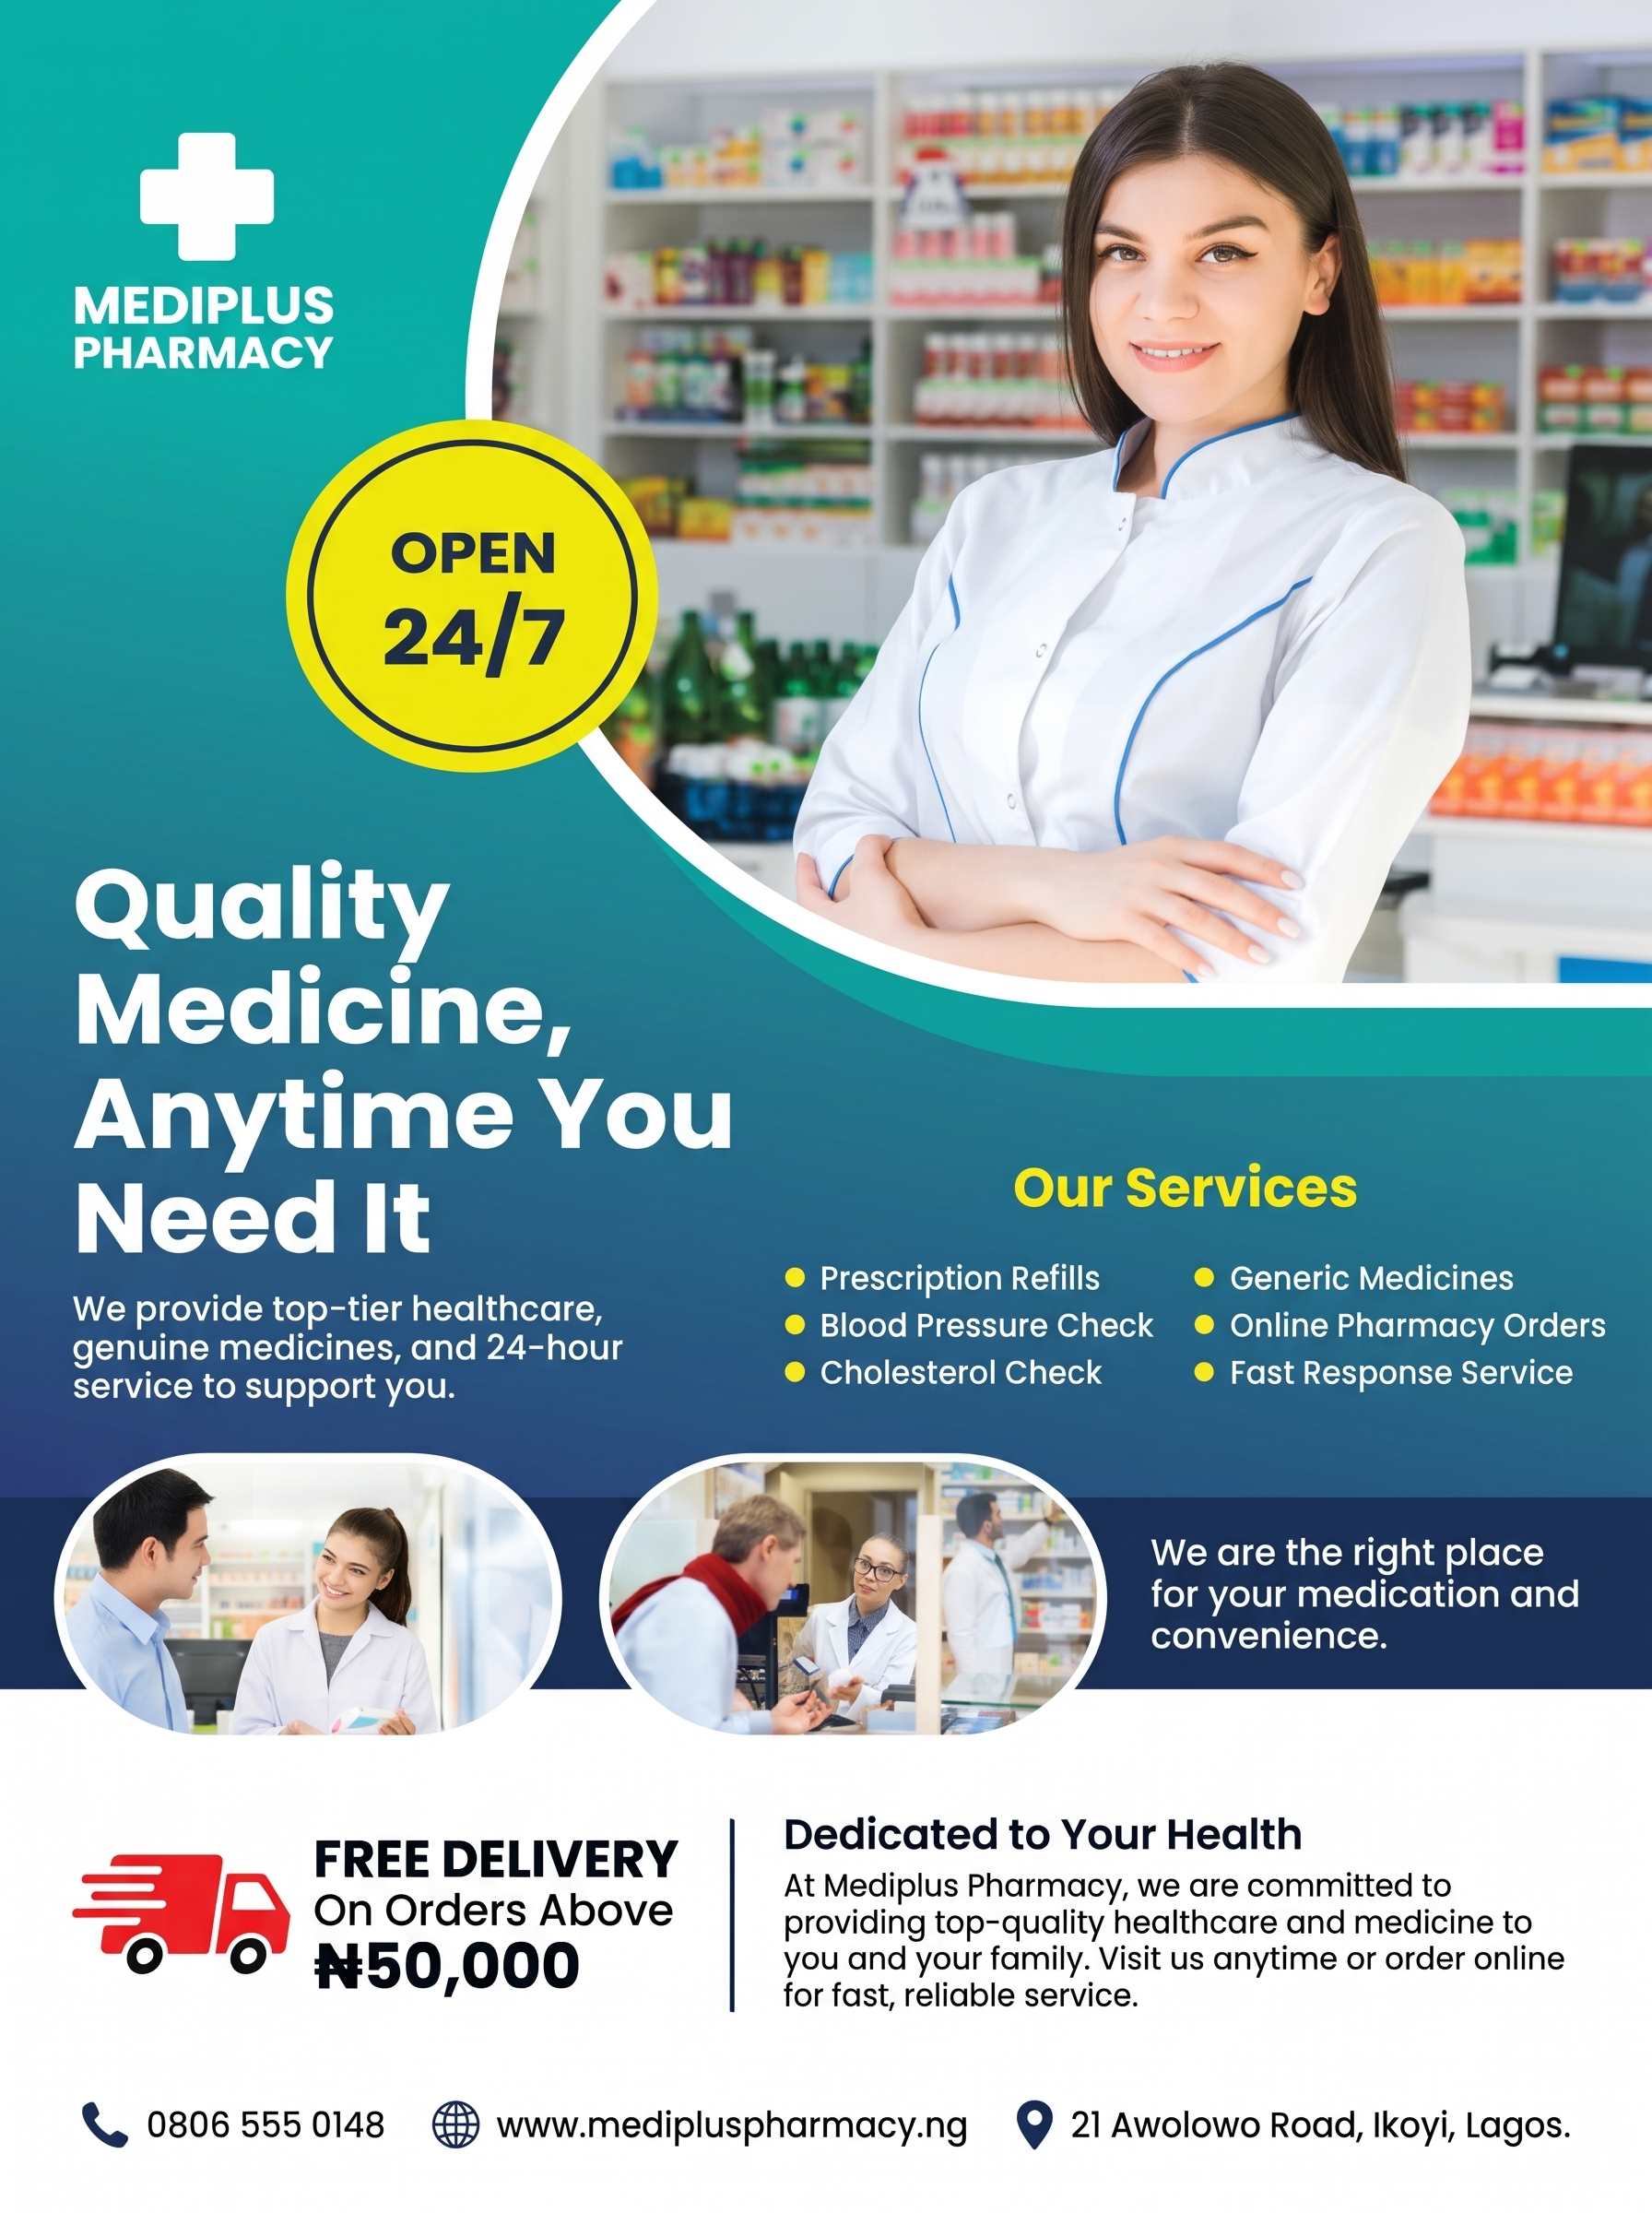 MEDIPLUS
PHARMACY
OPEN
24/7
Quality
Medicine,
Anytime You
Need It
We provide top-tier healthcare,
genuine medicines, and 24-hour
service to support you.
Our Services
Prescription Refills
Blood Pressure Check
Cholesterol Check
Generic Medicines
Online Pharmacy Orders
Fast Response Service
We are the right place
for your medication and
convenience.
FREE DELIVERY
On Orders Above
₦50,000
Dedicated to Your Health
At Mediplus Pharmacy, we are committed to
providing top-quality healthcare and medicine to
you and your family. Visit us anytime or order online
for fast, reliable service.
0806 555 0148
www.medipluspharmacy.ng
21 Awolowo Road, Ikoyi, Lagos.